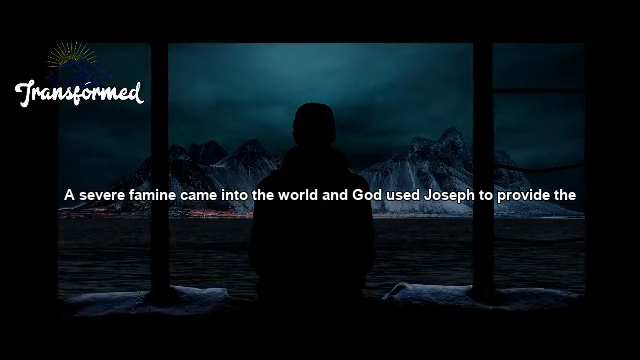 Transformed
A severe famine came into the world and God used Joseph to provide the